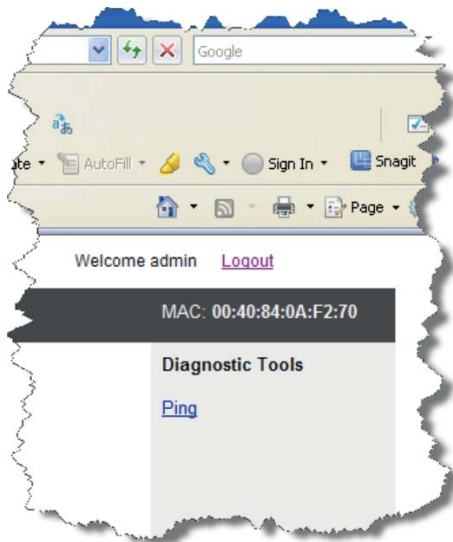 Google
AutoFill Sign In Snagit
Page
Welcome admin Logout
MAC: 00:40:84:0A:F2:70
Diagnostic Tools
Ping